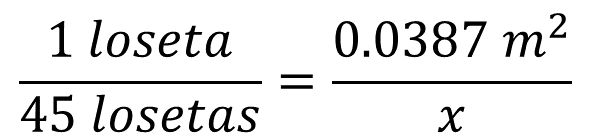 1 loseta / 45 losetas = 0.0387 m² / x